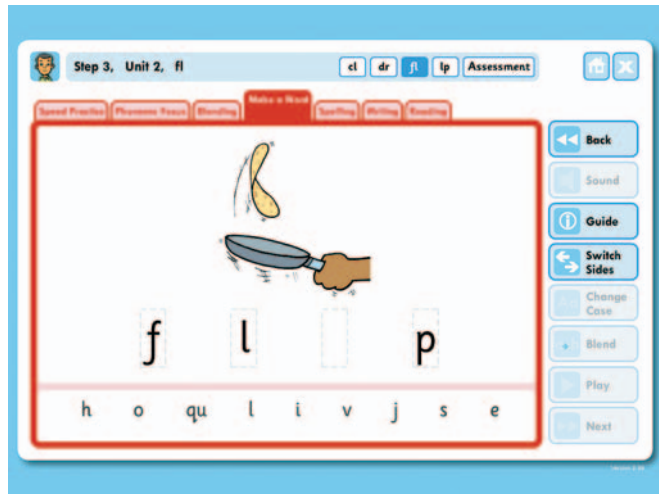 Step 3, Unit 2, fl
cl dr fl lp Assessment
Speed Practice Phoneme Focus Blending Make a Word Spelling Writing Reading
Back
Sound
Guide
Switch
Sides
Change
Case
Blend
Play
Next
f l p
h o qu l i v j s e